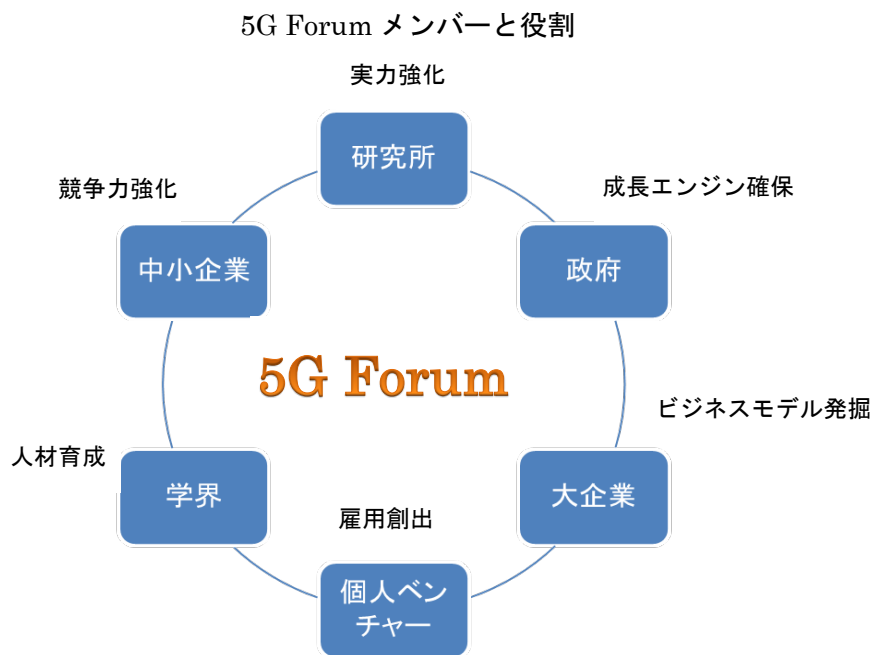 5G Forum メンバーと役割
実力強化
研究所
競争力強化
成長エンジン確保
中小企業
政府
5G Forum
ビジネスモデル発掘
人材育成
学界
大企業
雇用創出
個人ベン
チャー